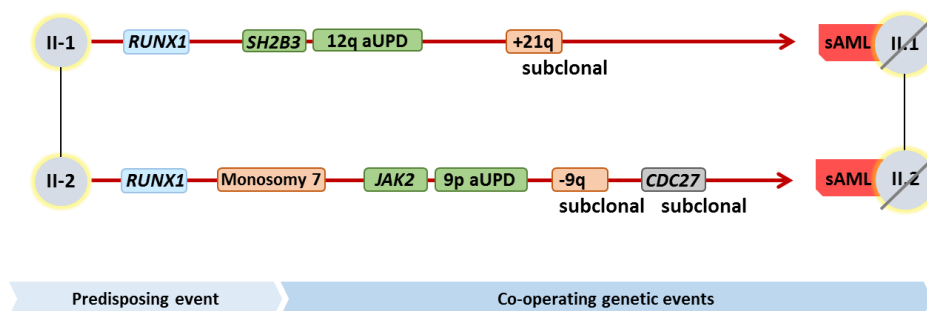 II-1 RUNX1 SH2B3 12q aUPD +21q sAML II.1
subclonal
II-2 RUNX1 Monosomy 7 JAK2 9p aUPD -9q CDC27 sAML II.2
subclonal subclonal
Predisposing event Co-operating genetic events